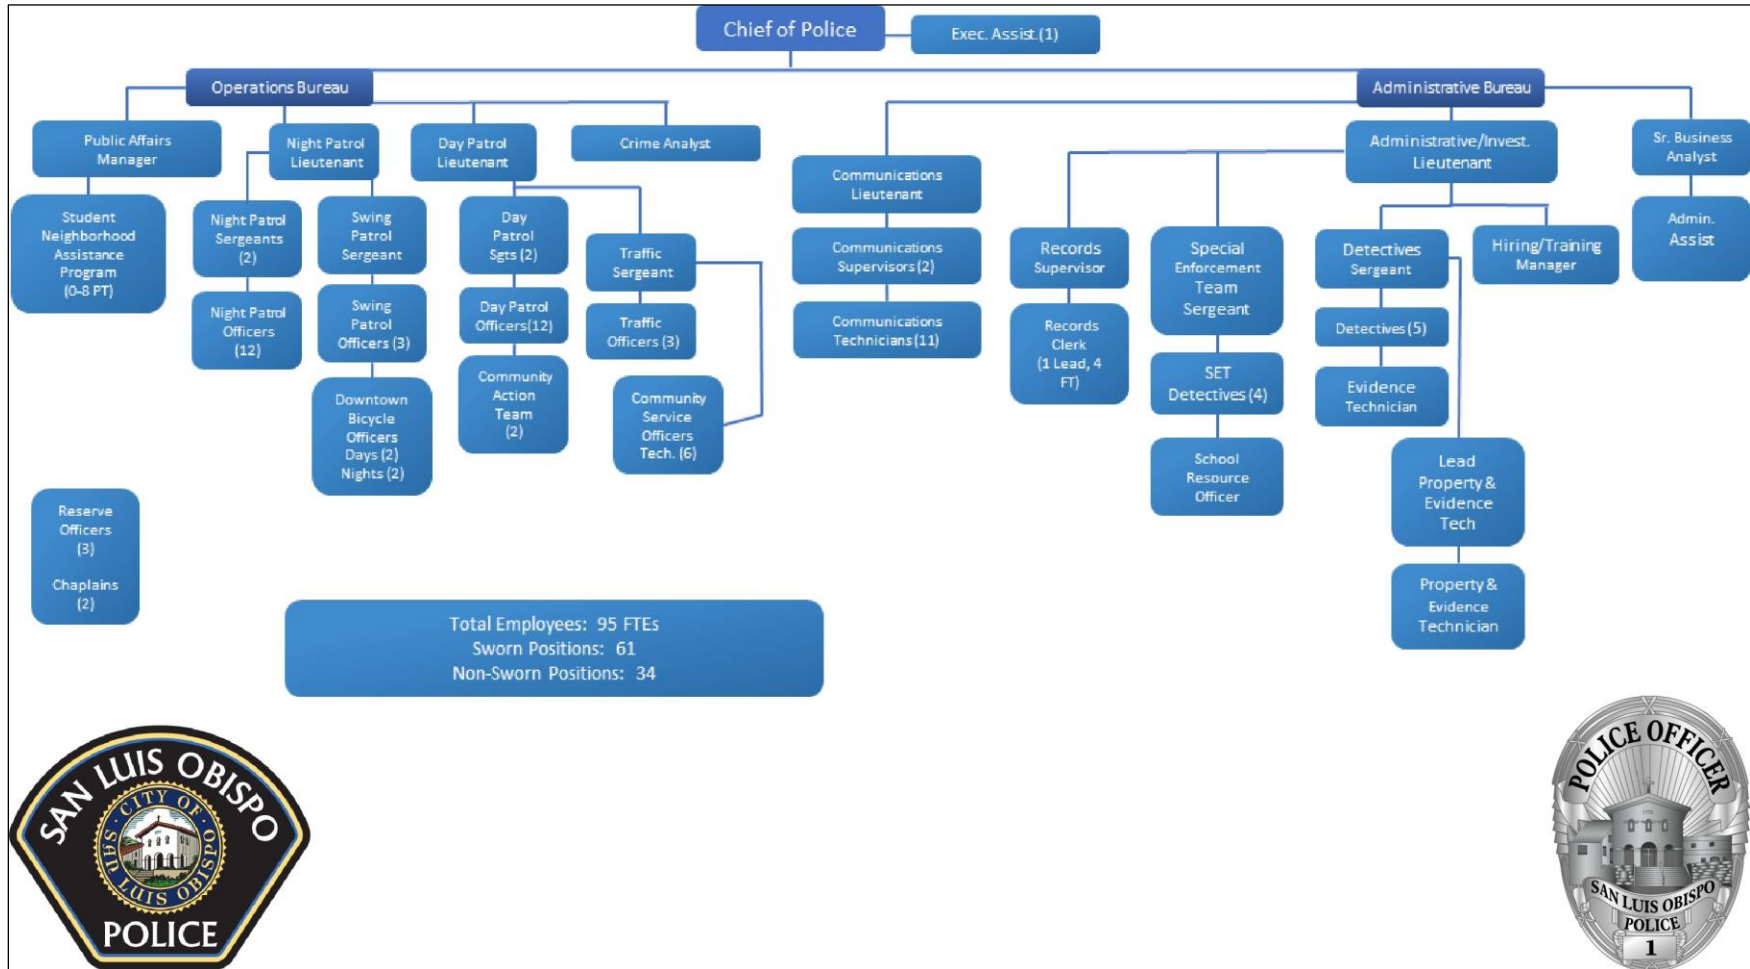 Chief of Police
Exec. Assist.(1)
Operations Bureau
Administrative Bureau
Public Affairs
Manager
Night Patrol
Lieutenant
Day Patrol
Lieutenant
Crime Analyst
Communications
Lieutenant
Administrative/Invest.
Lieutenant
Sr. Business
Analyst
Student
Neighborhood
Assistance
Program
(0-8 PT)
Night Patrol
Sergeants
(2)
Swing
Patrol
Sergeant
Day
Patrol
Sgts (2)
Traffic
Sergeant
Communications
Supervisors (2)
Records
Supervisor
Special
Enforcement
Team
Sergeant
Detectives
Sergeant
Hiring/Training
Manager
Admin.
Assist
Night Patrol
Officers
(12)
Swing
Patrol
Officers (3)
Day Patrol
Officers(12)
Traffic
Officers (3)
Communications
Technicians (11)
Records
Clerk
(1 Lead, 4
FT)
SET
Detectives (4)
Detectives (5)
Evidence
Technician
Downtown
Bicycle
Officers
Days (2)
Nights (2)
Community
Action
Team
(2)
Community
Service
Officers
Tech. (6)
School
Resource
Officer
Lead
Property &
Evidence
Tech
Property &
Evidence
Technician
Reserve
Officers
(3)
Chaplains
(2)
Total Employees: 95 FTEs
Sworn Positions: 61
Non-Sworn Positions: 34
SAN LUIS OBISPO
CITY OF
SAN LUIS OBISPO
POLICE
POLICE OFFICER
SAN LUIS OBISPO
POLICE
1